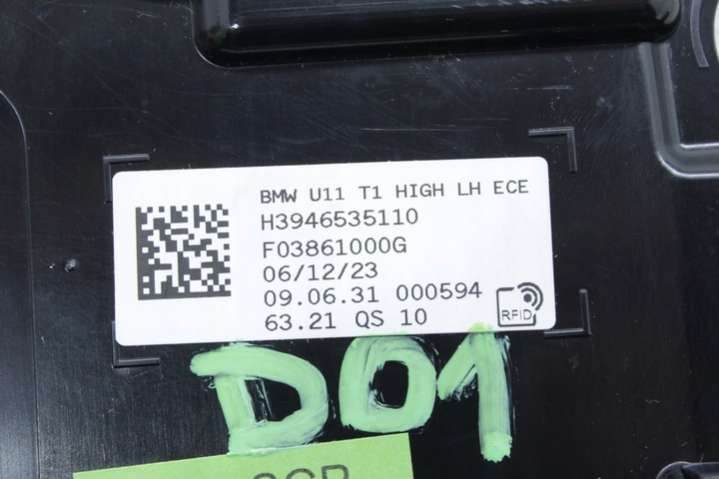 BMW U11 T1 HIGH LH ECE
H3946535110
F03861000G
06/12/23
09.06.31 000594
63.21 QS 10
RFID
D01